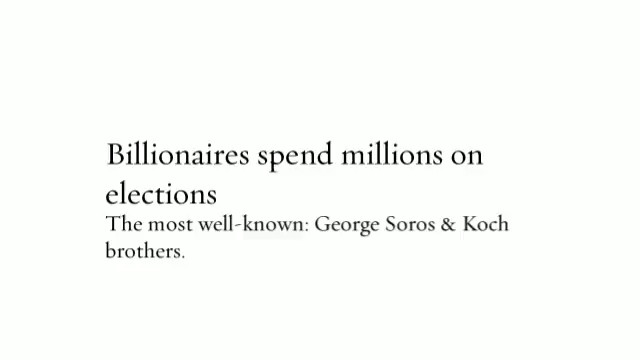 Billionaires spend millions on
elections
The most well-known: George Soros & Koch
brothers.